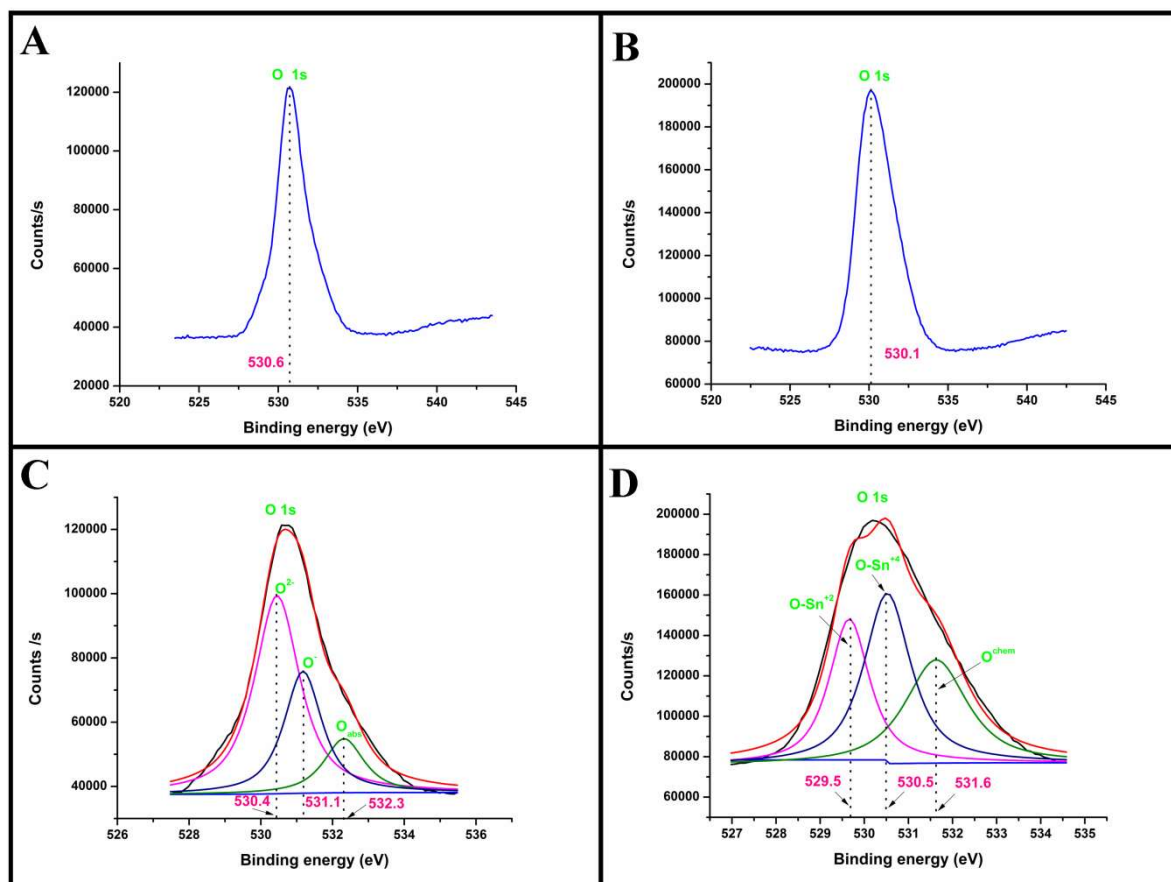 A
O 1s
120000
100000
80000
60000
40000
20000
Counts/s
530.6
520 525 530 535 540 545
Binding energy (eV)
B
O 1s
200000
180000
160000
140000
120000
100000
80000
60000
Counts/s
530.1
520 525 530 535 540 545
Binding energy (eV)
C
O 1s
120000
100000
80000
60000
40000
Counts /s
O2-
O-
Oabs
530.4 531.1 532.3
526 528 530 532 534 536
Binding energy (eV)
D
O 1s
200000
180000
160000
140000
120000
100000
80000
60000
Counts/s
O-Sn+4
O-Sn+2
Ochem
529.5 530.5 531.6
527 528 529 530 531 532 533 534 535
Binding energy (eV)